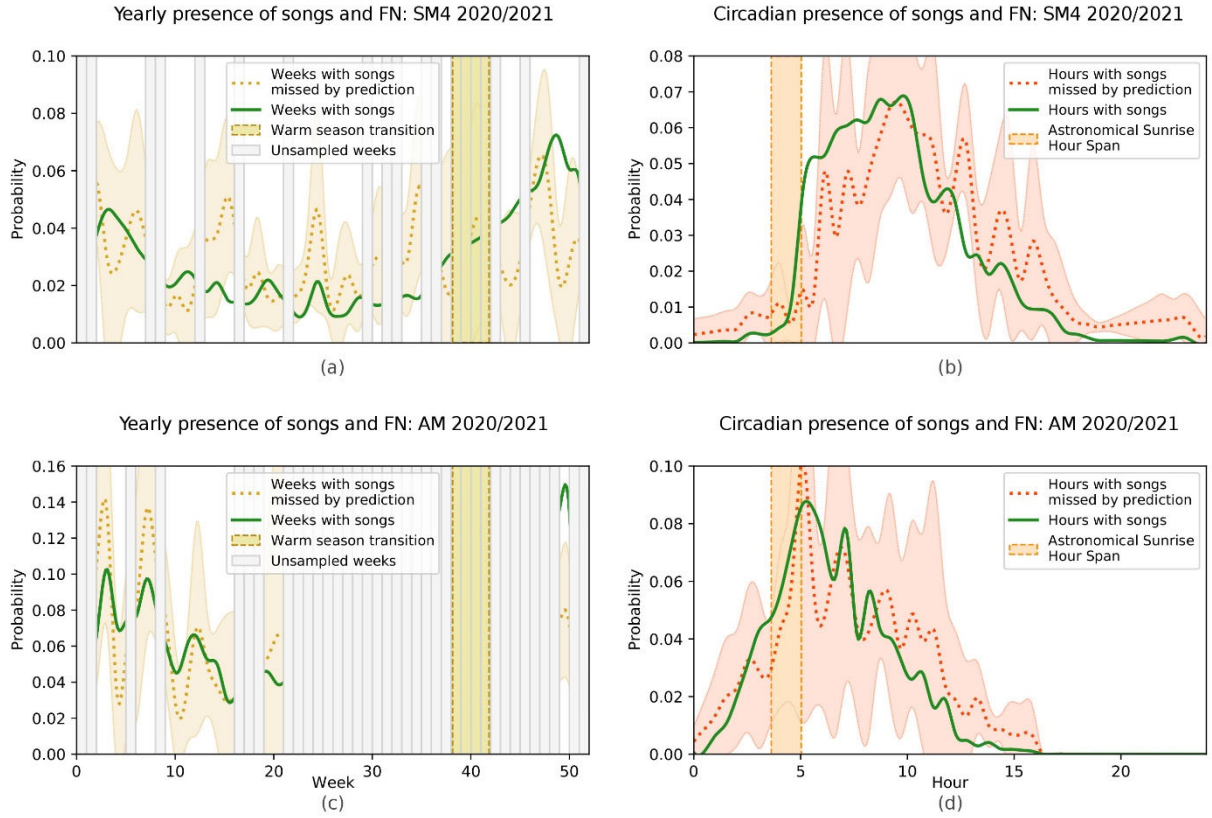 Yearly presence of songs and FN: SM4 2020/2021
Probability
0.10
0.08
0.06
0.04
0.02
0.00
Weeks with songs
missed by prediction
Weeks with songs
Warm season transition
Unsampled weeks
(a)
Circadian presence of songs and FN: SM4 2020/2021
Probability
0.08
0.07
0.06
0.05
0.04
0.03
0.02
0.01
0.00
Hours with songs
missed by prediction
Hours with songs
Astronomical Sunrise
Hour Span
(b)
Yearly presence of songs and FN: AM 2020/2021
Probability
0.16
0.14
0.12
0.10
0.08
0.06
0.04
0.02
0.00
Weeks with songs
missed by prediction
Weeks with songs
Warm season transition
Unsampled weeks
0 10 20 30 40 50
Week
(c)
Circadian presence of songs and FN: AM 2020/2021
Probability
0.10
0.08
0.06
0.04
0.02
0.00
Hours with songs
missed by prediction
Hours with songs
Astronomical Sunrise
Hour Span
0 5 10 15 20
Hour
(d)